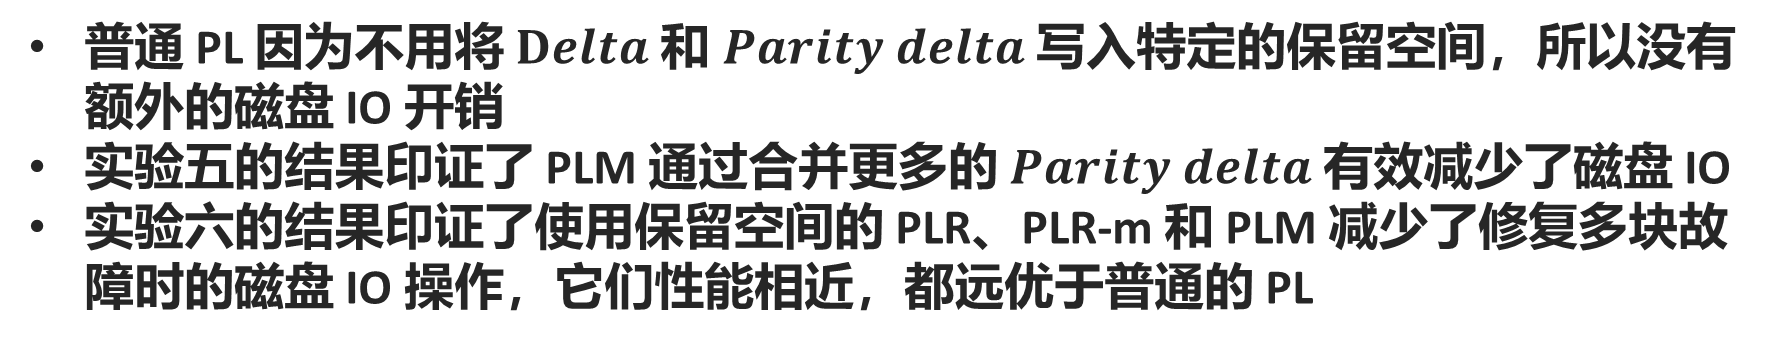 • 普通 PL 因为不用将 Delta 和 Parity delta 写入特定的保留空间，所以没有
额外的磁盘 IO 开销
• 实验五的结果印证了 PLM 通过合并更多的 Parity delta 有效减少了磁盘 IO
• 实验六的结果印证了使用保留空间的 PLR、PLR-m 和 PLM 减少了修复多块故
障时的磁盘 IO 操作，它们性能相近，都远优于普通的 PL